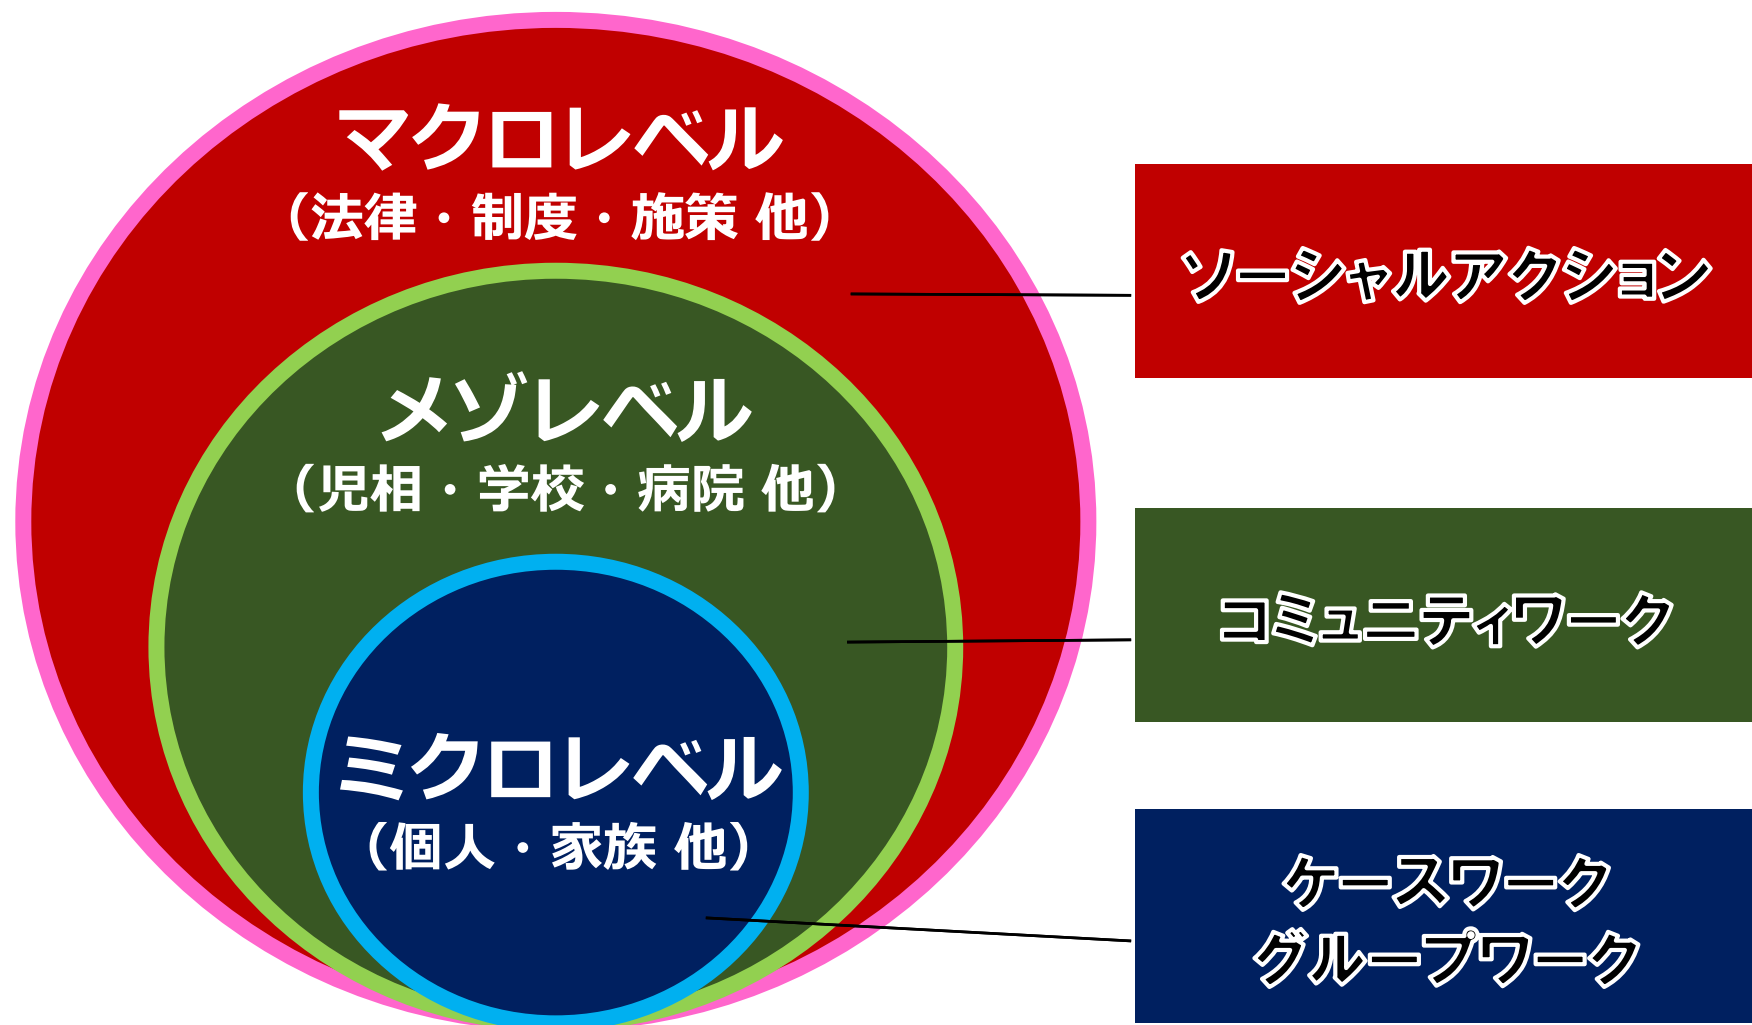 マクロレベル
（法律・制度・施策 他）
メゾレベル
（児相・学校・病院 他）
ミクロレベル
（個人・家族 他）
ソーシャルアクション
コミュニティワーク
ケースワーク
グループワーク